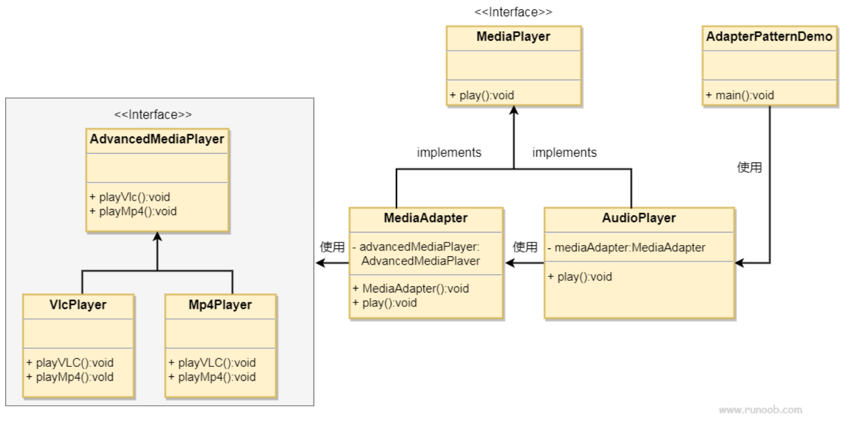 <<Interface>>
MediaPlayer
+ play():void
AdapterPatternDemo
+ main():void
<<Interface>>
AdvancedMediaPlayer
+ playVlc():void
+ playMp4():void
implements
implements
使用
MediaAdapter
- advancedMediaPlayer:
AdvancedMediaPlaver
+ MediaAdapter():void
+ play():void
AudioPlayer
- mediaAdapter:MediaAdapter
+ play():void
使用
使用
VlcPlayer
+ playVLC():void
+ playMp4():vold
Mp4Player
+ playVLC():void
+ playMp4():void
www.runoob.com